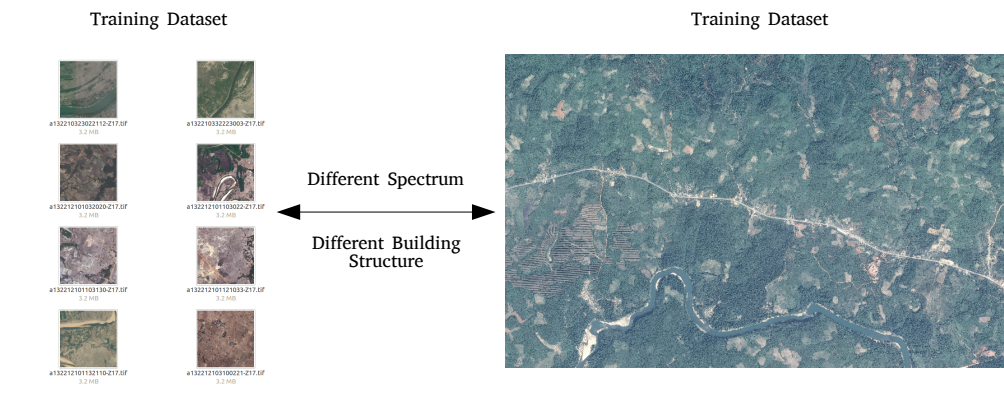 Training Dataset
Training Dataset
a132210323022112-Z17.tif
3.2 MB
a132210332223003-Z17.tif
3.2 MB
a132212101032020-Z17.tif
3.2 MB
a132212101103022-Z17.tif
3.2 MB
Different Spectrum
Different Building
Structure
a132212101103130-Z17.tif
3.2 MB
a132212101121033-Z17.tif
3.2 MB
a132212101132110-Z17.tif
3.2 MB
a132212103100221-Z17.tif
3.2 MB